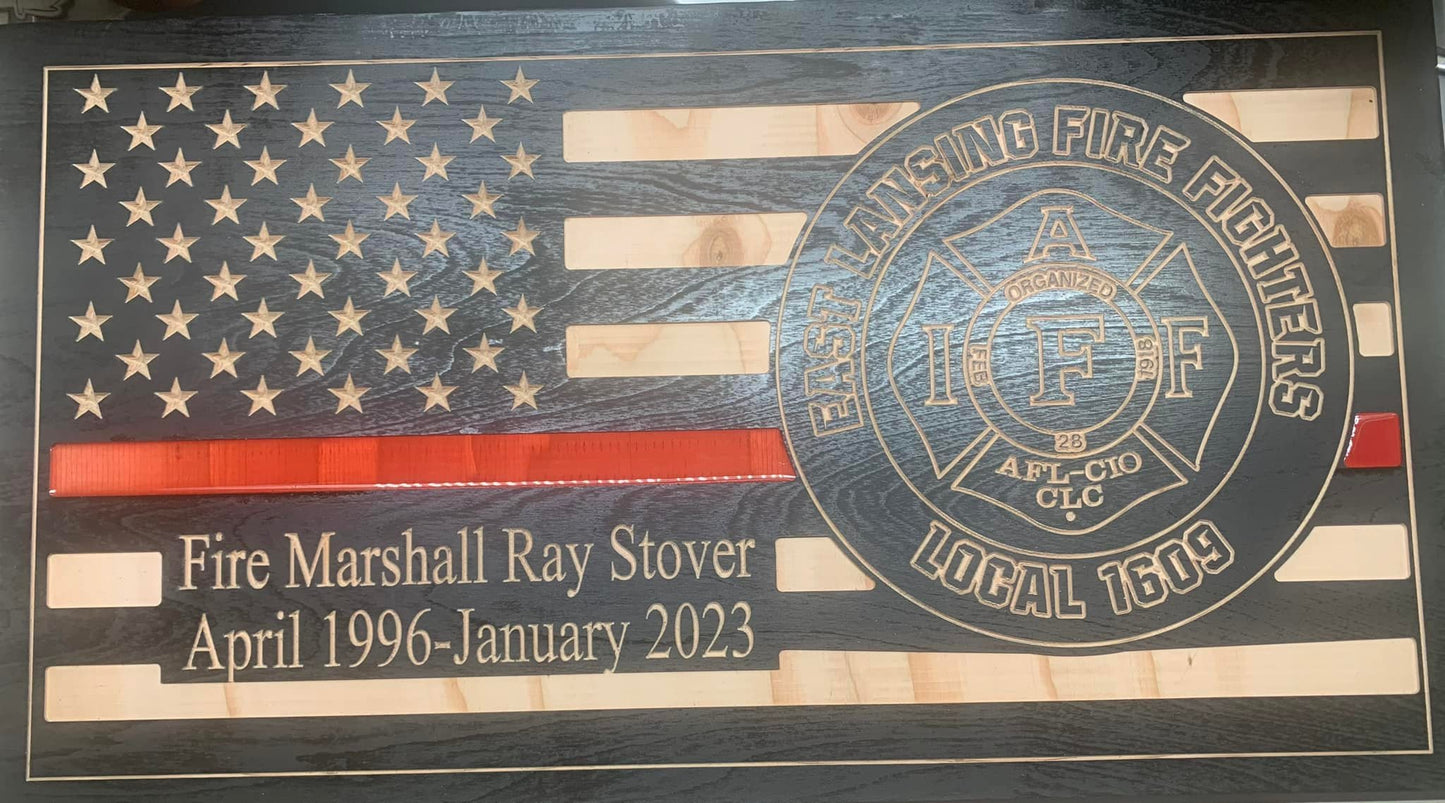 EAST LANSING FIRE FIGHTERS
A
ORGANIZED
I F F
FEB 1918
28
AFL-CIO
CLC
LOCAL 1609
Fire Marshall Ray Stover
April 1996-January 2023